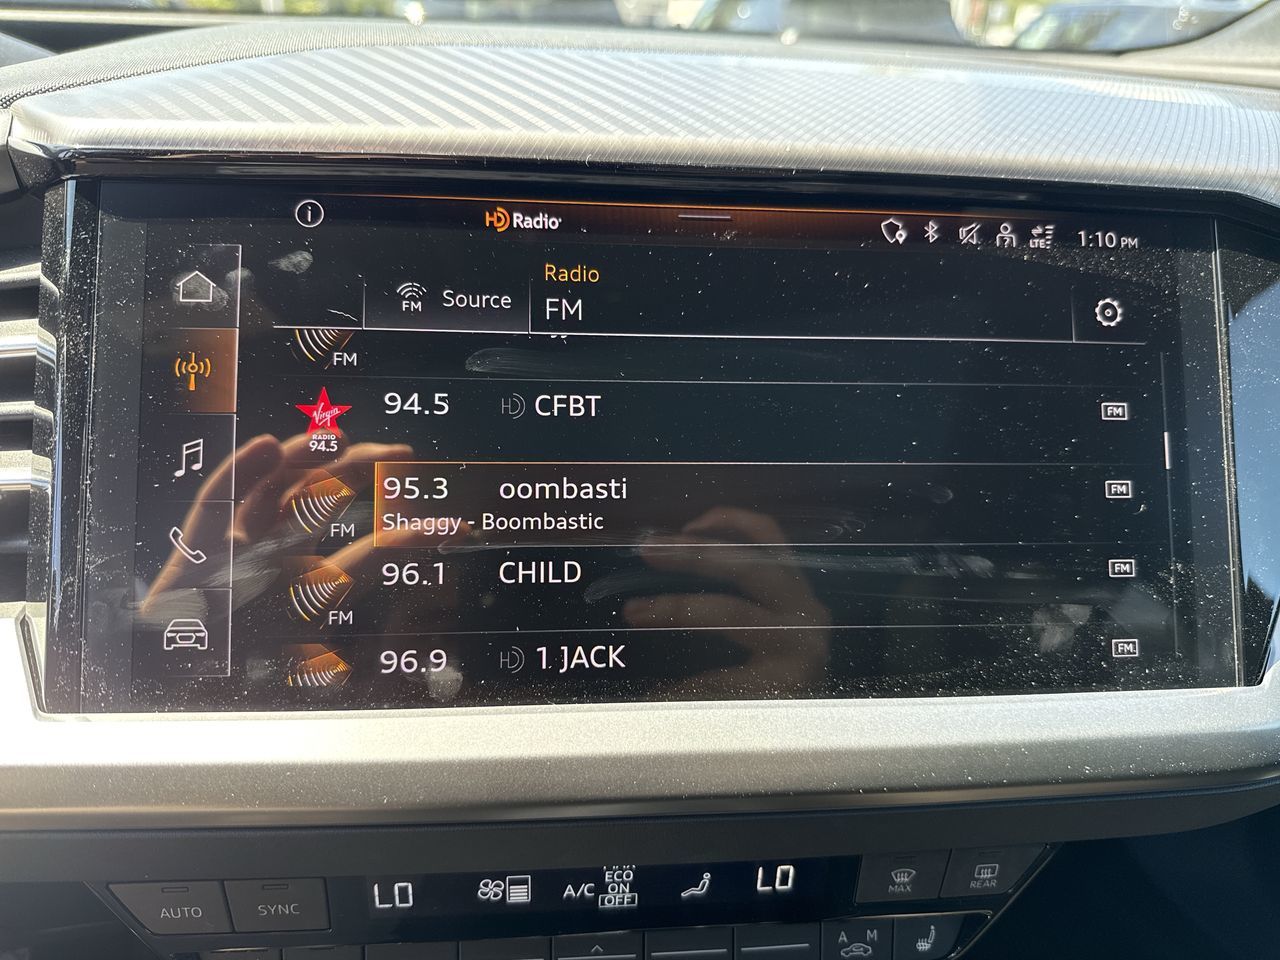 HD Radio
LTE 1:10 PM
FM Source
Radio
FM
FM
Virgin
RADIO
94.5
94.5 HD CFBT FM
95.3 oombasti FM
Shaggy - Boombastic
FM
96.1 CHILD FM
FM
96.9 HD 1 JACK FM
AUTO
SYNC
LO
A/C
ECO
ON
OFF
LO
MAX
REAR
A M